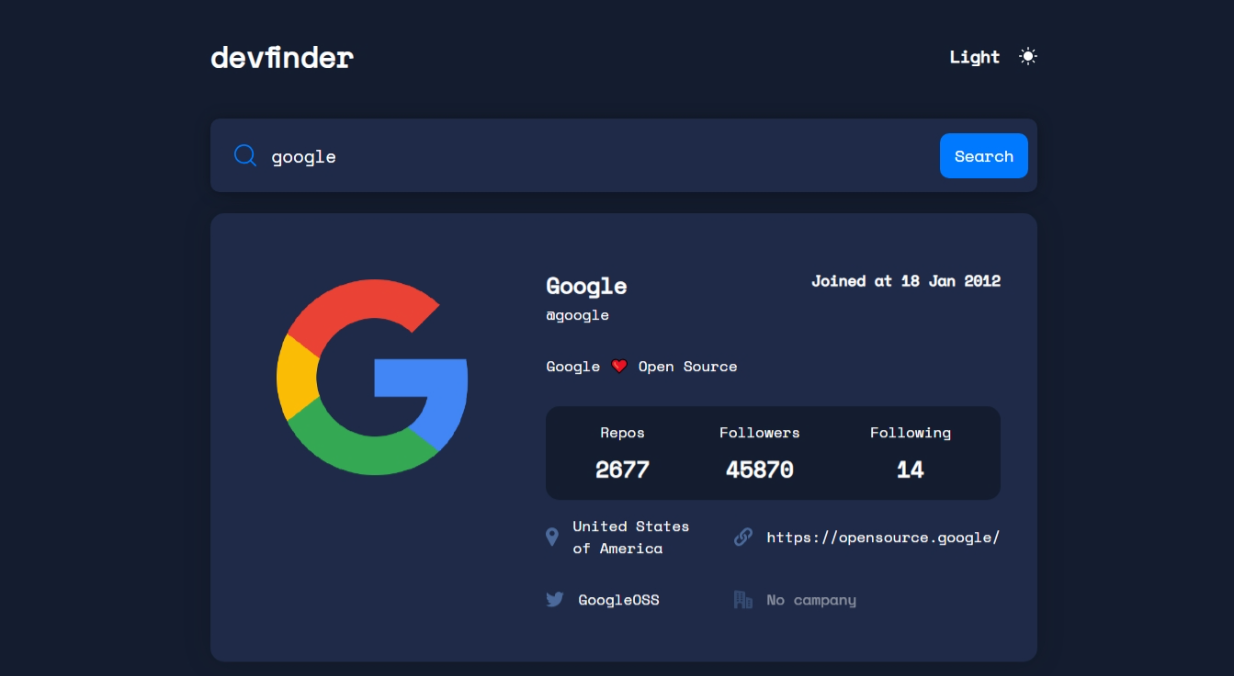 devfinder
Light
google
Search
Google
Joined at 18 Jan 2012
@google
Google ❤️ Open Source
Repos
Followers
Following
2677
45870
14
United States
of America
https://opensource.google/
GoogleOSS
No campany